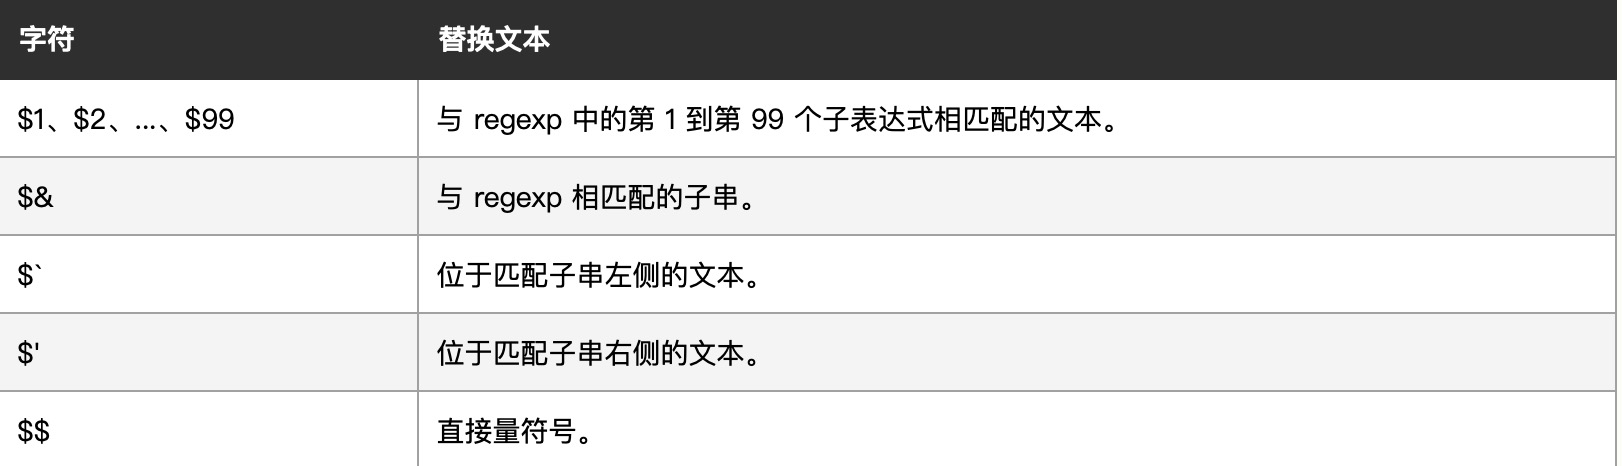 字符 替换文本
$1、$2、...、$99 与 regexp 中的第 1 到第 99 个子表达式相匹配的文本。
$& 与 regexp 相匹配的子串。
$` 位于匹配子串左侧的文本。
$' 位于匹配子串右侧的文本。
$$ 直接量符号。